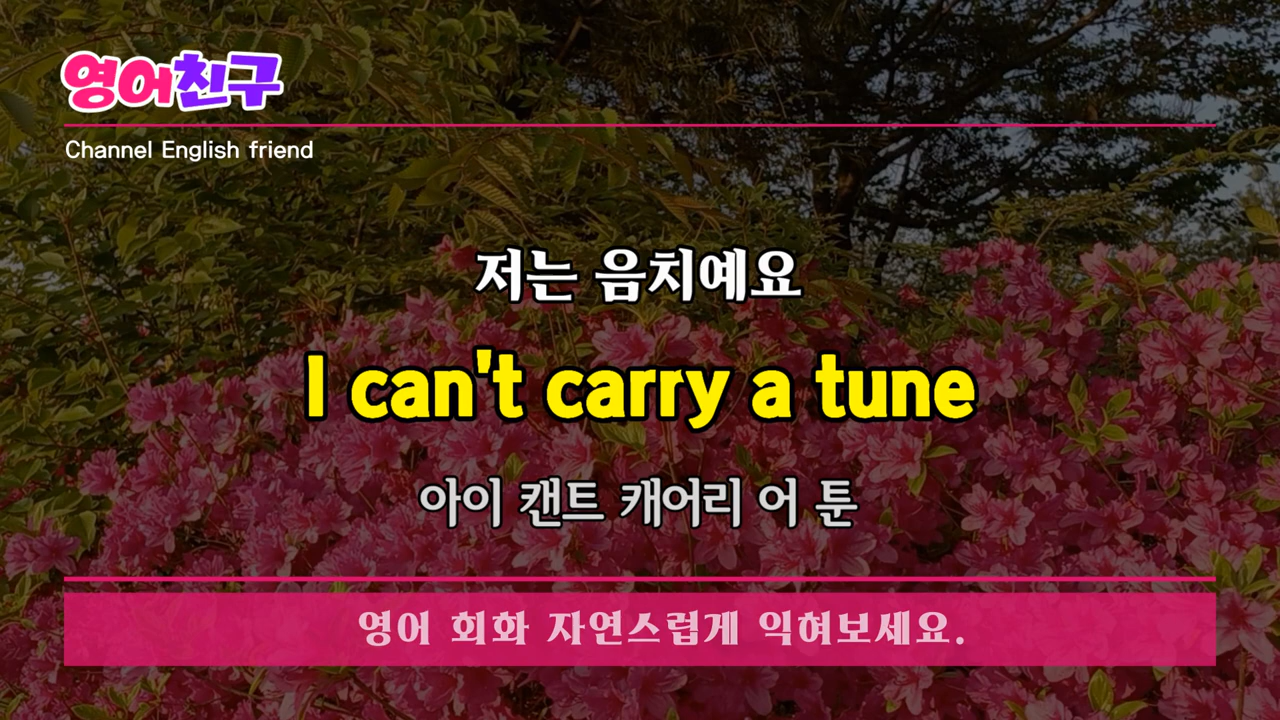 영어친구
Channel English friend
저는 음치예요
I can't carry a tune
아이 캔트 캐어리 어 튠
영어 회화 자연스럽게 익혀보세요.